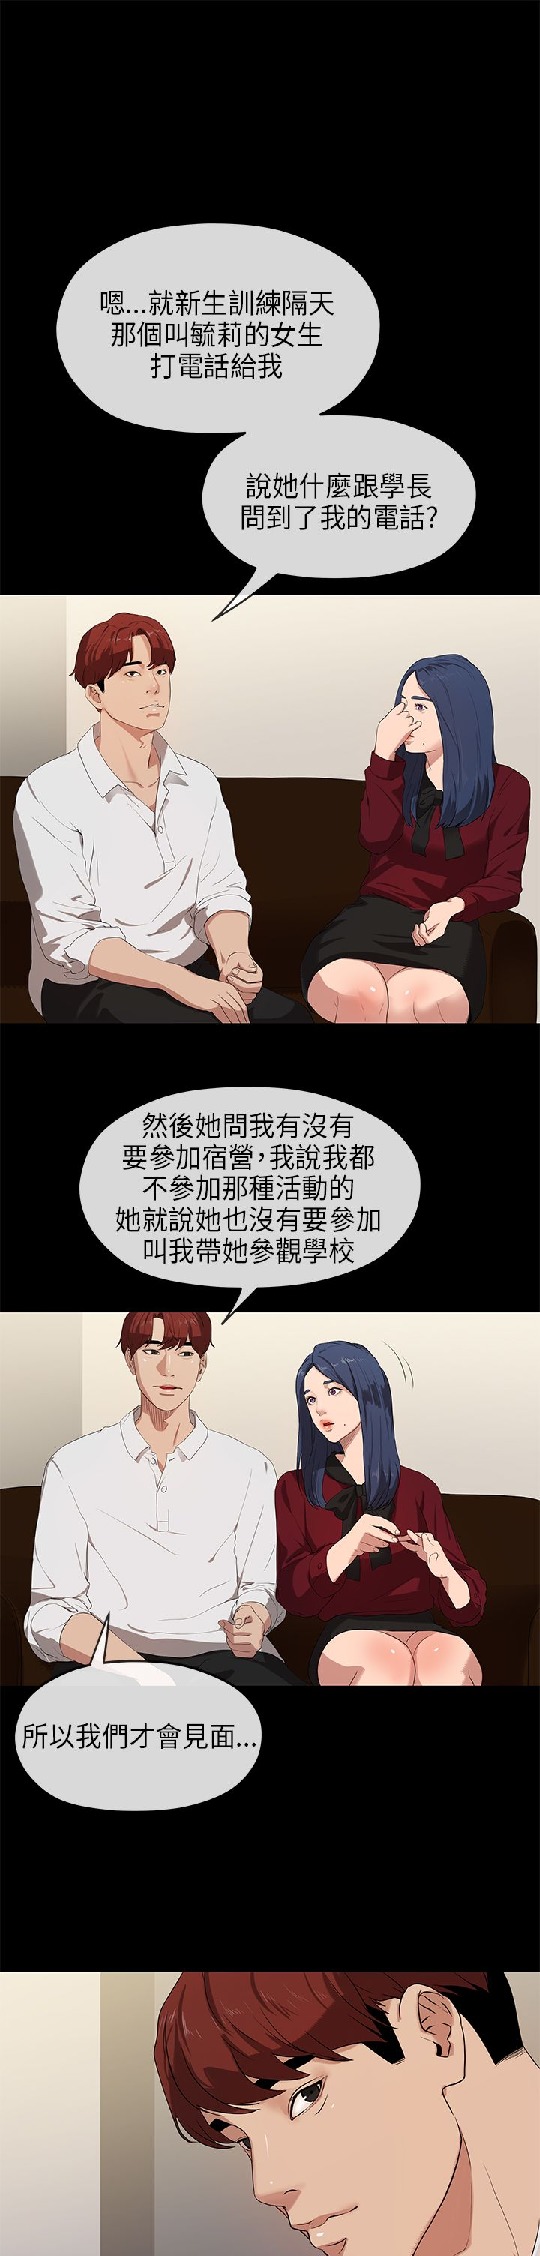 嗯...就新生訓練隔天
那個叫毓莉的女生
打電話給我
說她什麼跟學長
問到了我的電話?
然後她問我有沒有
要參加宿營,我說我都
不參加那種活動的
她就說她也沒有要參加
叫我帶她參觀學校
所以我們才會見面...